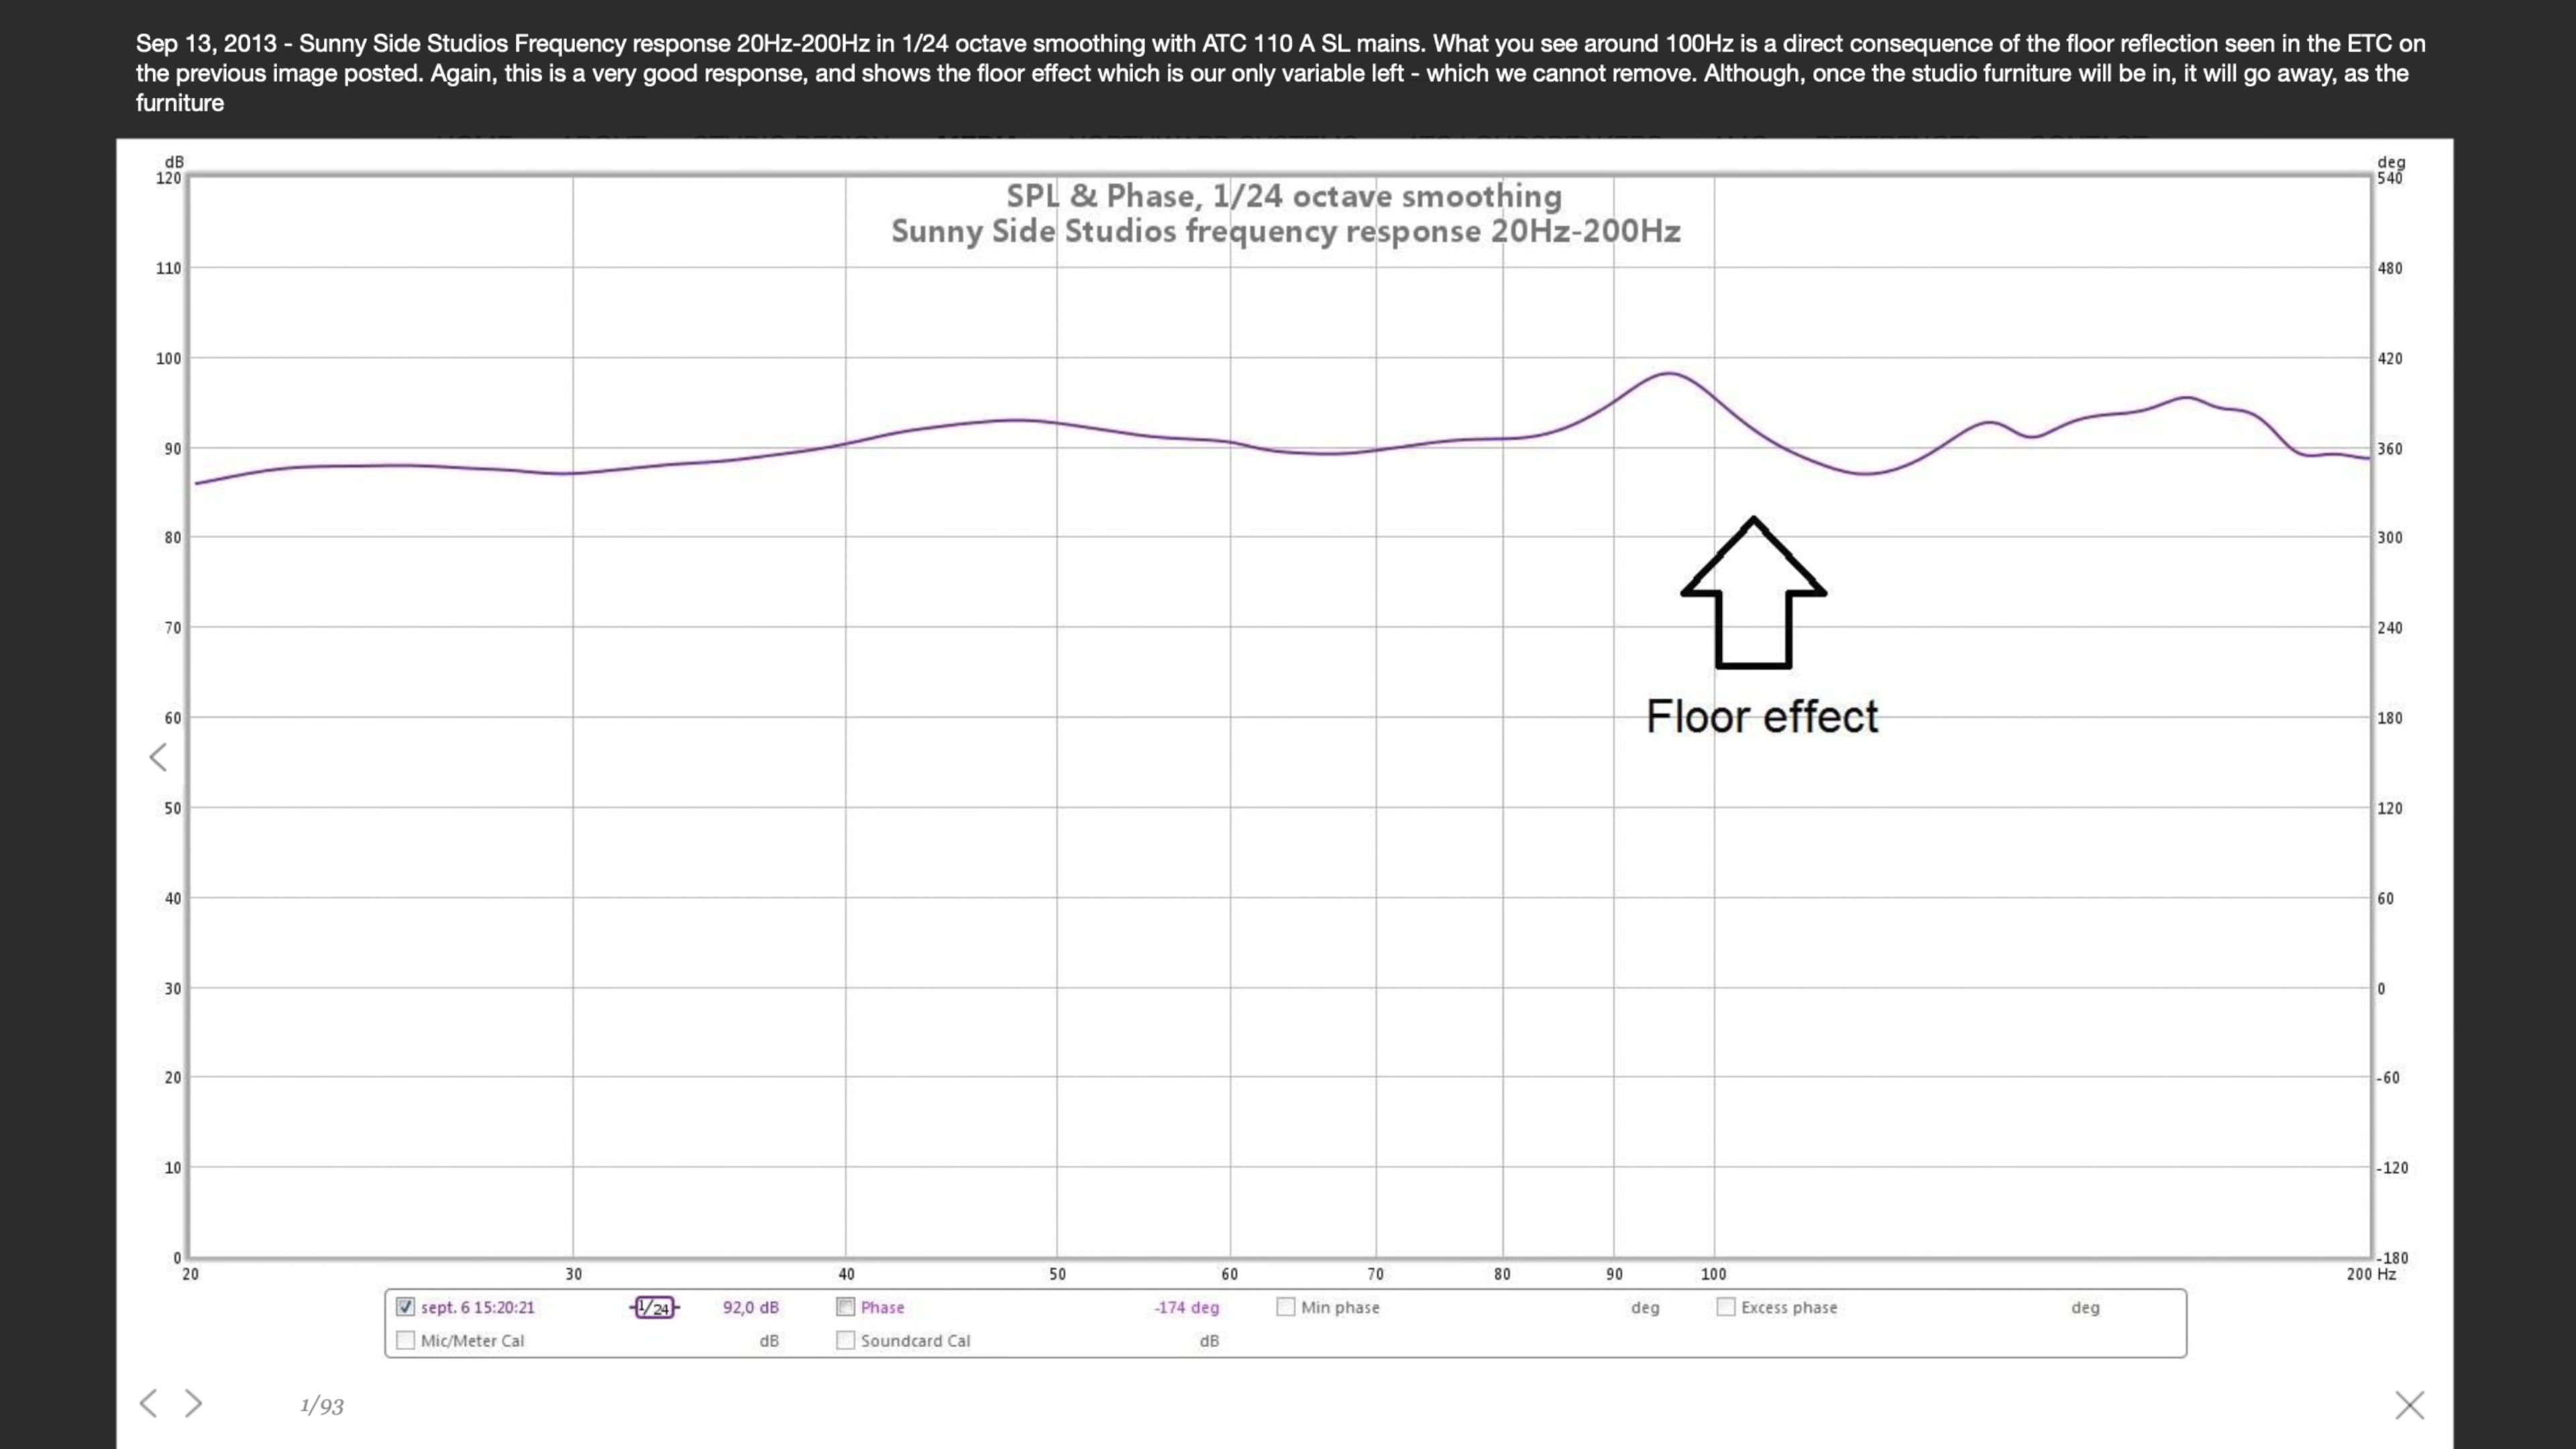 Sep 13, 2013 - Sunny Side Studios Frequency response 20Hz-200Hz in 1/24 octave smoothing with ATC 110 A SL mains. What you see around 100Hz is a direct consequence of the floor reflection seen in the ETC on
the previous image posted. Again, this is a very good response, and shows the floor effect which is our only variable left - which we cannot remove. Although, once the studio furniture will be in, it will go away, as the
furniture
dB
deg
120
540
SPL & Phase, 1/24 octave smoothing
Sunny Side Studios frequency response 20Hz-200Hz
110
480
100
420
90
360
80
300
70
240
60
180
Floor effect
50
120
40
60
30
0
20
-60
10
-120
0
-180
20 30 40 50 60 70 80 90 100 200 Hz
sept. 6 15:20:21 1/24 92,0 dB Phase -174 deg Min phase deg Excess phase deg
Mic/Meter Cal dB Soundcard Cal dB
1/93